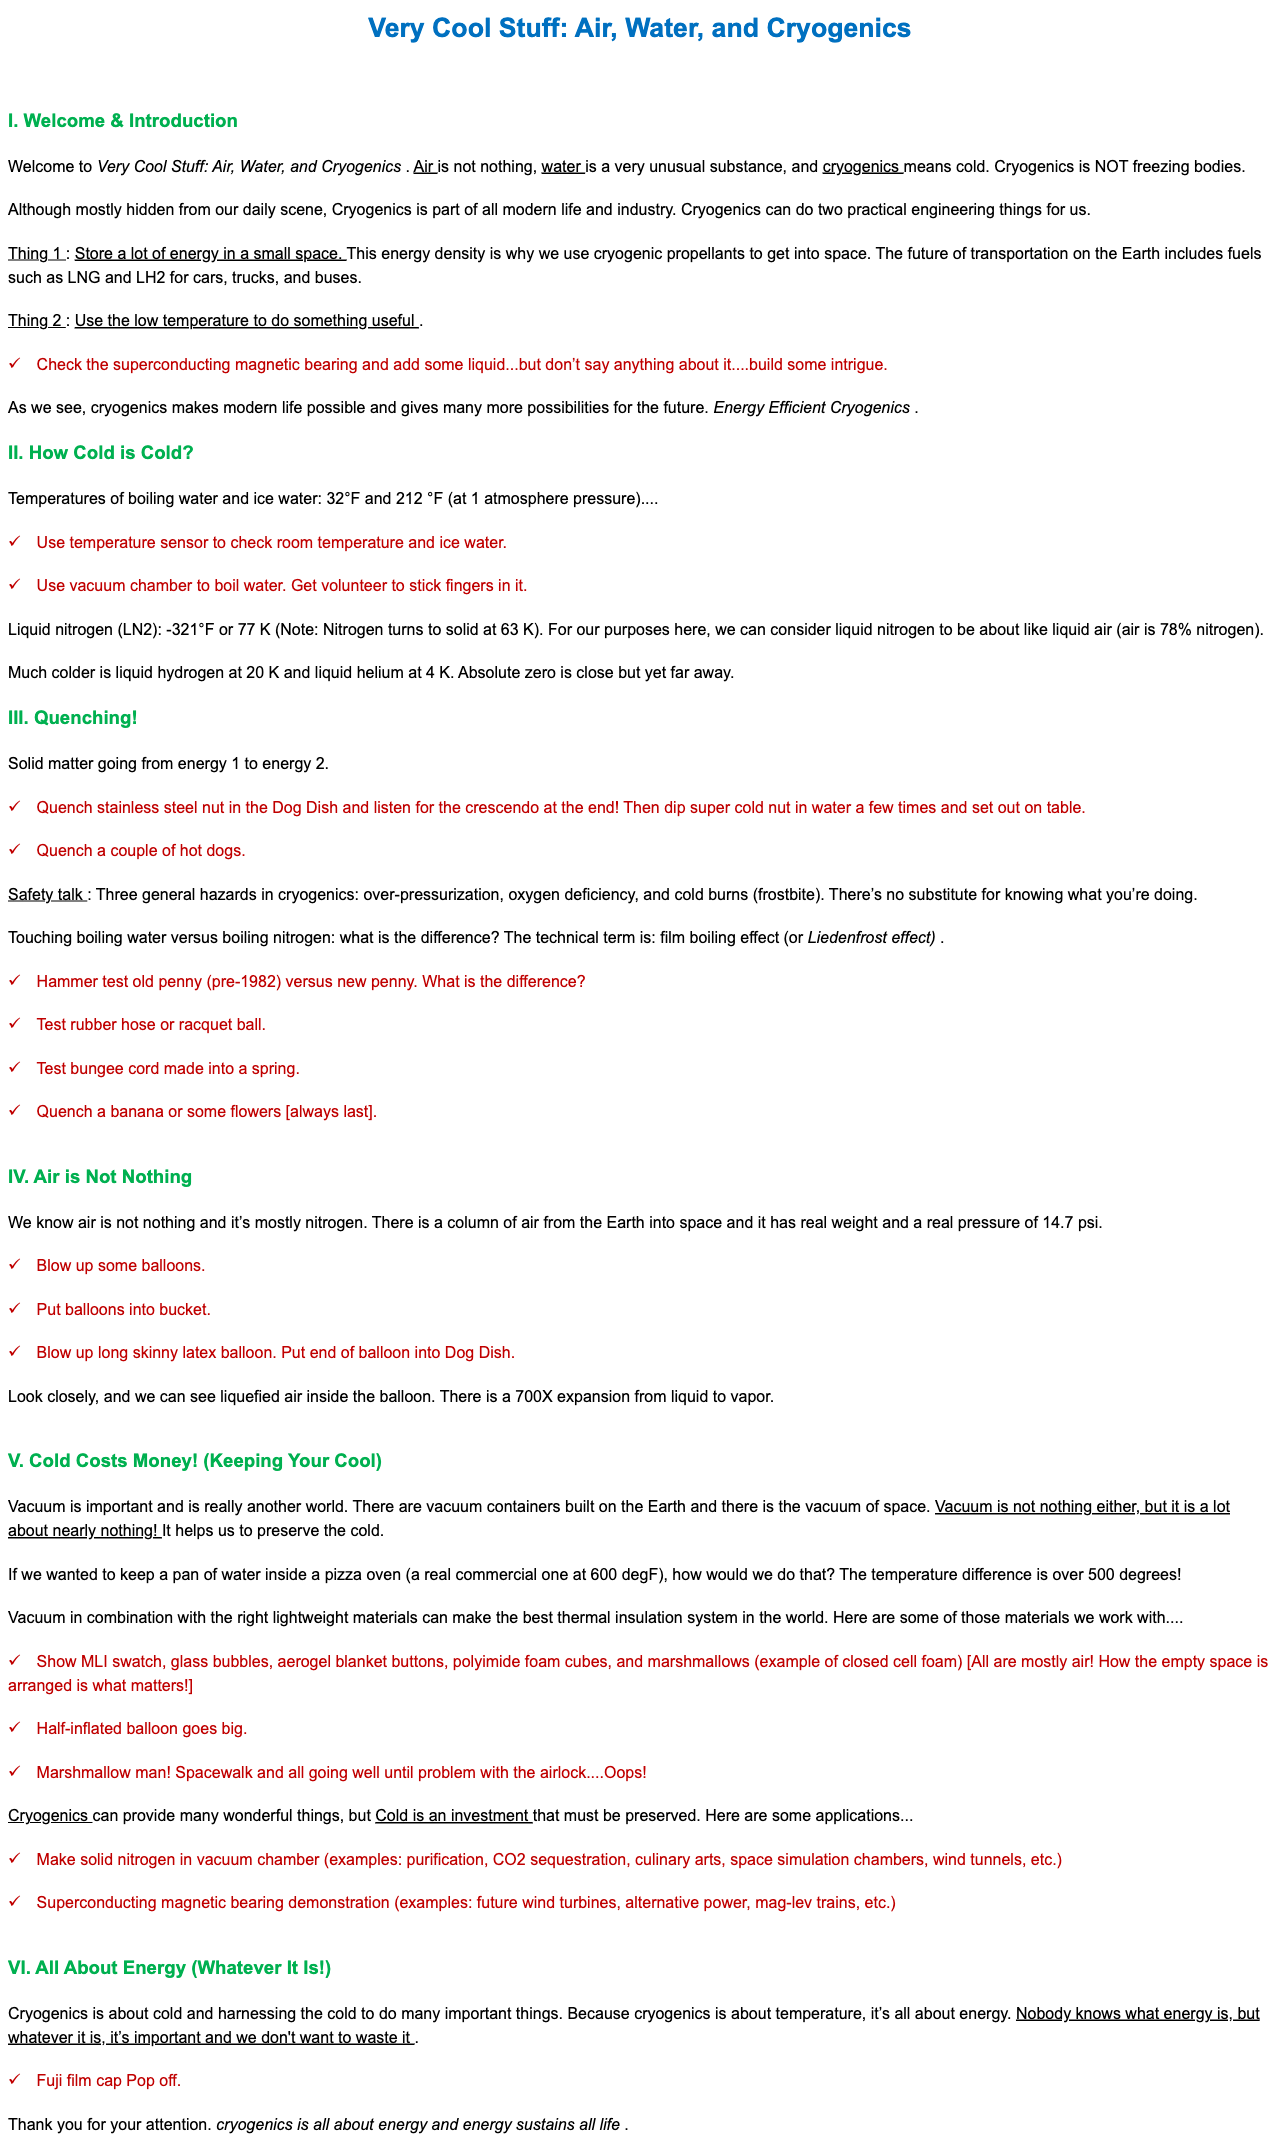 Very Cool Stuff: Air, Water, and Cryogenics
I. Welcome & Introduction
Welcome to Very Cool Stuff: Air, Water, and Cryogenics . Air is not nothing, water is a very unusual substance, and cryogenics means cold. Cryogenics is NOT freezing bodies.
Although mostly hidden from our daily scene, Cryogenics is part of all modern life and industry. Cryogenics can do two practical engineering things for us.
Thing 1 : Store a lot of energy in a small space. This energy density is why we use cryogenic propellants to get into space. The future of transportation on the Earth includes fuels
such as LNG and LH2 for cars, trucks, and buses.
Thing 2 : Use the low temperature to do something useful .
✓ Check the superconducting magnetic bearing and add some liquid...but don’t say anything about it....build some intrigue.
As we see, cryogenics makes modern life possible and gives many more possibilities for the future. Energy Efficient Cryogenics .
II. How Cold is Cold?
Temperatures of boiling water and ice water: 32°F and 212 °F (at 1 atmosphere pressure)....
✓ Use temperature sensor to check room temperature and ice water.
✓ Use vacuum chamber to boil water. Get volunteer to stick fingers in it.
Liquid nitrogen (LN2): -321°F or 77 K (Note: Nitrogen turns to solid at 63 K). For our purposes here, we can consider liquid nitrogen to be about like liquid air (air is 78% nitrogen).
Much colder is liquid hydrogen at 20 K and liquid helium at 4 K. Absolute zero is close but yet far away.
III. Quenching!
Solid matter going from energy 1 to energy 2.
✓ Quench stainless steel nut in the Dog Dish and listen for the crescendo at the end! Then dip super cold nut in water a few times and set out on table.
✓ Quench a couple of hot dogs.
Safety talk : Three general hazards in cryogenics: over-pressurization, oxygen deficiency, and cold burns (frostbite). There’s no substitute for knowing what you’re doing.
Touching boiling water versus boiling nitrogen: what is the difference? The technical term is: film boiling effect (or Liedenfrost effect) .
✓ Hammer test old penny (pre-1982) versus new penny. What is the difference?
✓ Test rubber hose or racquet ball.
✓ Test bungee cord made into a spring.
✓ Quench a banana or some flowers [always last].
IV. Air is Not Nothing
We know air is not nothing and it’s mostly nitrogen. There is a column of air from the Earth into space and it has real weight and a real pressure of 14.7 psi.
✓ Blow up some balloons.
✓ Put balloons into bucket.
✓ Blow up long skinny latex balloon. Put end of balloon into Dog Dish.
Look closely, and we can see liquefied air inside the balloon. There is a 700X expansion from liquid to vapor.
V. Cold Costs Money! (Keeping Your Cool)
Vacuum is important and is really another world. There are vacuum containers built on the Earth and there is the vacuum of space. Vacuum is not nothing either, but it is a lot
about nearly nothing! It helps us to preserve the cold.
If we wanted to keep a pan of water inside a pizza oven (a real commercial one at 600 degF), how would we do that? The temperature difference is over 500 degrees!
Vacuum in combination with the right lightweight materials can make the best thermal insulation system in the world. Here are some of those materials we work with....
✓ Show MLI swatch, glass bubbles, aerogel blanket buttons, polyimide foam cubes, and marshmallows (example of closed cell foam) [All are mostly air! How the empty space is
arranged is what matters!]
✓ Half-inflated balloon goes big.
✓ Marshmallow man! Spacewalk and all going well until problem with the airlock....Oops!
Cryogenics can provide many wonderful things, but Cold is an investment that must be preserved. Here are some applications...
✓ Make solid nitrogen in vacuum chamber (examples: purification, CO2 sequestration, culinary arts, space simulation chambers, wind tunnels, etc.)
✓ Superconducting magnetic bearing demonstration (examples: future wind turbines, alternative power, mag-lev trains, etc.)
VI. All About Energy (Whatever It Is!)
Cryogenics is about cold and harnessing the cold to do many important things. Because cryogenics is about temperature, it’s all about energy. Nobody knows what energy is, but
whatever it is, it’s important and we don't want to waste it .
✓ Fuji film cap Pop off.
Thank you for your attention. cryogenics is all about energy and energy sustains all life .